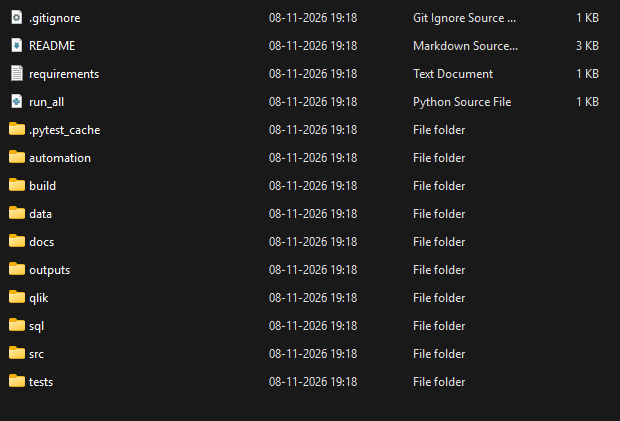 .gitignore 08-11-2026 19:18 Git Ignore Source ... 1 KB
README 08-11-2026 19:18 Markdown Source... 3 KB
requirements 08-11-2026 19:18 Text Document 1 KB
run_all 08-11-2026 19:18 Python Source File 1 KB
.pytest_cache 08-11-2026 19:18 File folder
automation 08-11-2026 19:18 File folder
build 08-11-2026 19:18 File folder
data 08-11-2026 19:18 File folder
docs 08-11-2026 19:18 File folder
outputs 08-11-2026 19:18 File folder
qlik 08-11-2026 19:18 File folder
sql 08-11-2026 19:18 File folder
src 08-11-2026 19:18 File folder
tests 08-11-2026 19:18 File folder